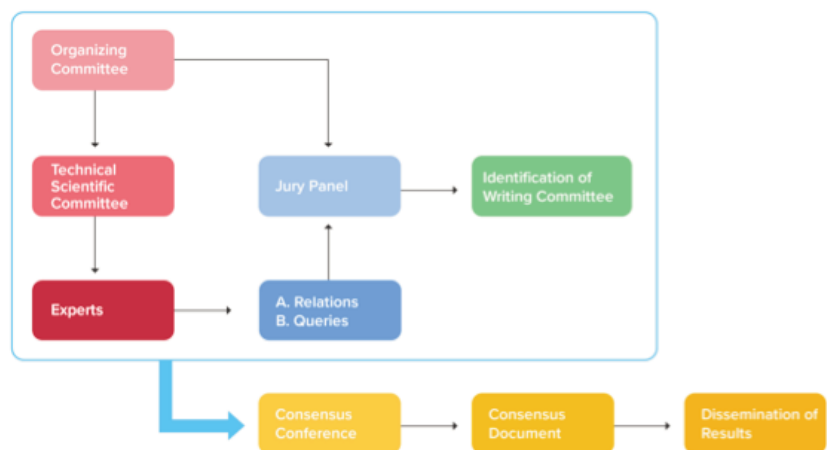 Organizing
Committee
Technical
Scientific
Committee
Jury Panel
Identification of
Writing Committee
Experts
A. Relations
B. Queries
Consensus
Conference
Consensus
Document
Dissemination of
Results